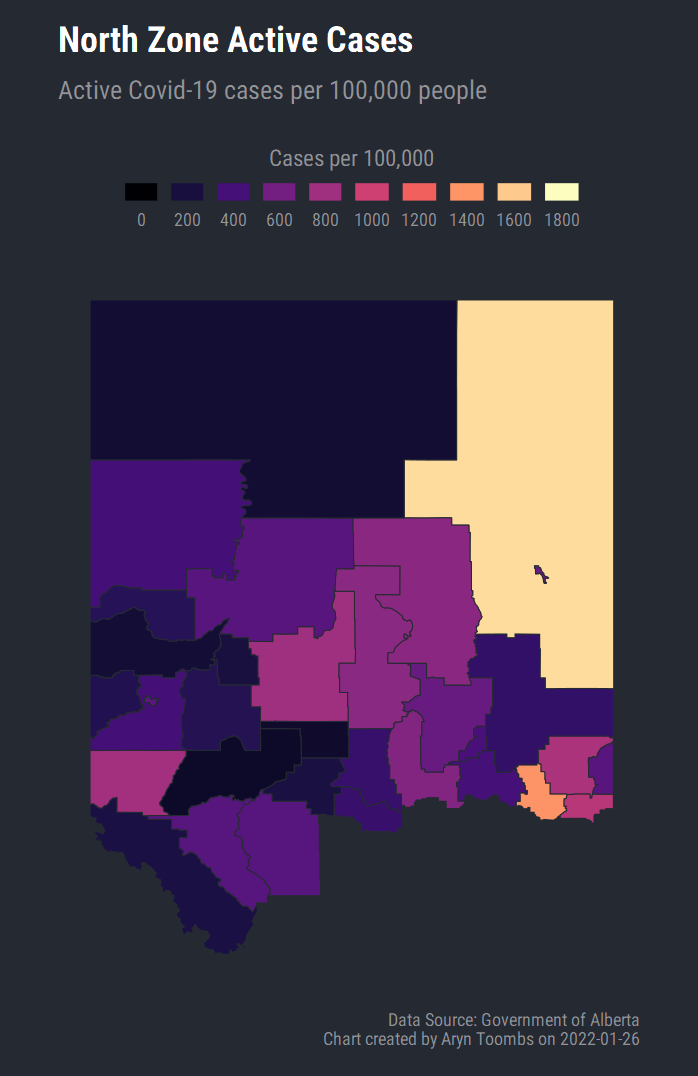 North Zone Active Cases
Active Covid-19 cases per 100,000 people
Cases per 100,000
0 200 400 600 800 1000 1200 1400 1600 1800
Data Source: Government of Alberta
Chart created by Aryn Toombs on 2022-01-26